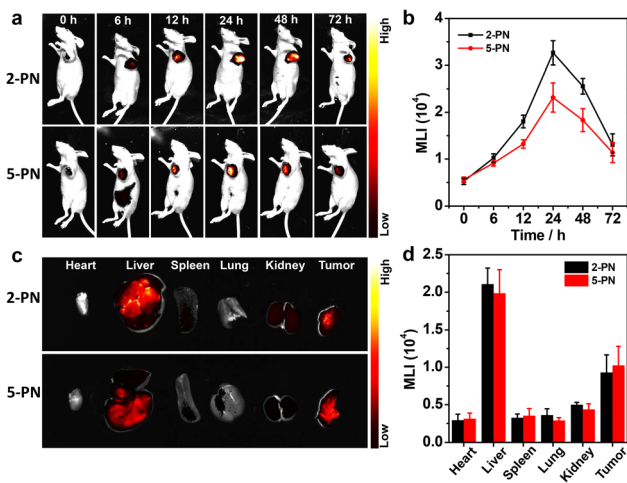 a
0 h 6 h 12 h 24 h 48 h 72 h
2-PN
5-PN
High
Low
b
2-PN
5-PN
MLI (10⁴)
4
3
2
1
0
0 6 12 24 48 72
Time / h
c
Heart Liver Spleen Lung Kidney Tumor
2-PN
5-PN
High
Low
d
2-PN
5-PN
MLI (10⁴)
2.5
2.0
1.5
1.0
0.5
0.0
Heart Liver Spleen Lung Kidney Tumor